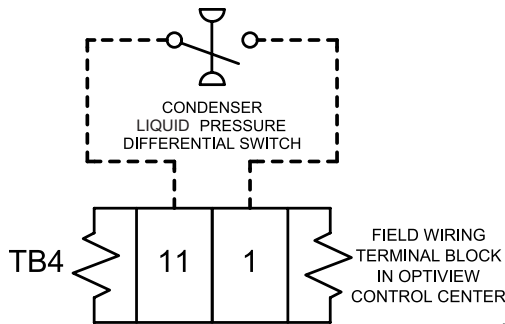 CONDENSER
LIQUID PRESSURE
DIFFERENTIAL SWITCH
TB4
11
1
FIELD WIRING
TERMINAL BLOCK
IN OPTIVIEW
CONTROL CENTER